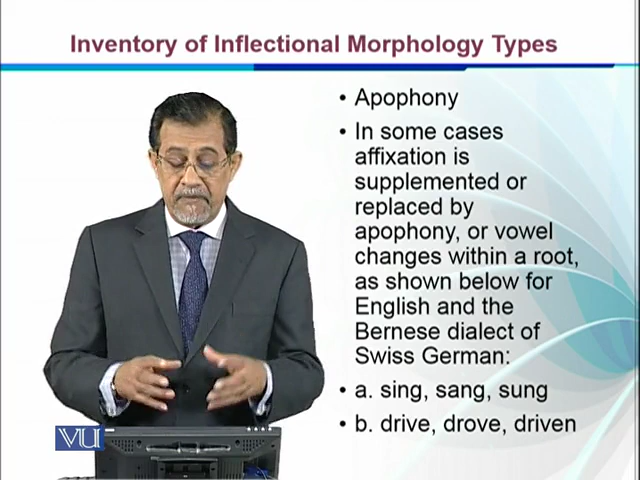 Inventory of Inflectional Morphology Types
• Apophony
• In some cases
affixation is
supplemented or
replaced by
apophony, or vowel
changes within a root,
as shown below for
English and the
Bernese dialect of
Swiss German:
• a. sing, sang, sung
• b. drive, drove, driven
VU